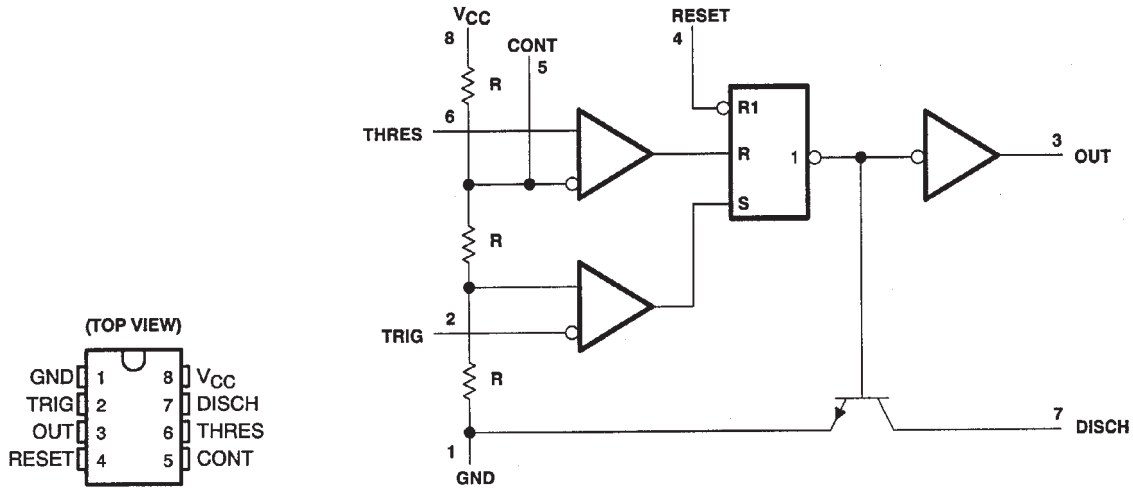 VCC
8
RESET
4
CONT
5
R
6
THRES
R1
R
1
3
OUT
S
R
2
TRIG
R
7
DISCH
1
GND
(TOP VIEW)
GND 1 8 VCC
TRIG 2 7 DISCH
OUT 3 6 THRES
RESET 4 5 CONT